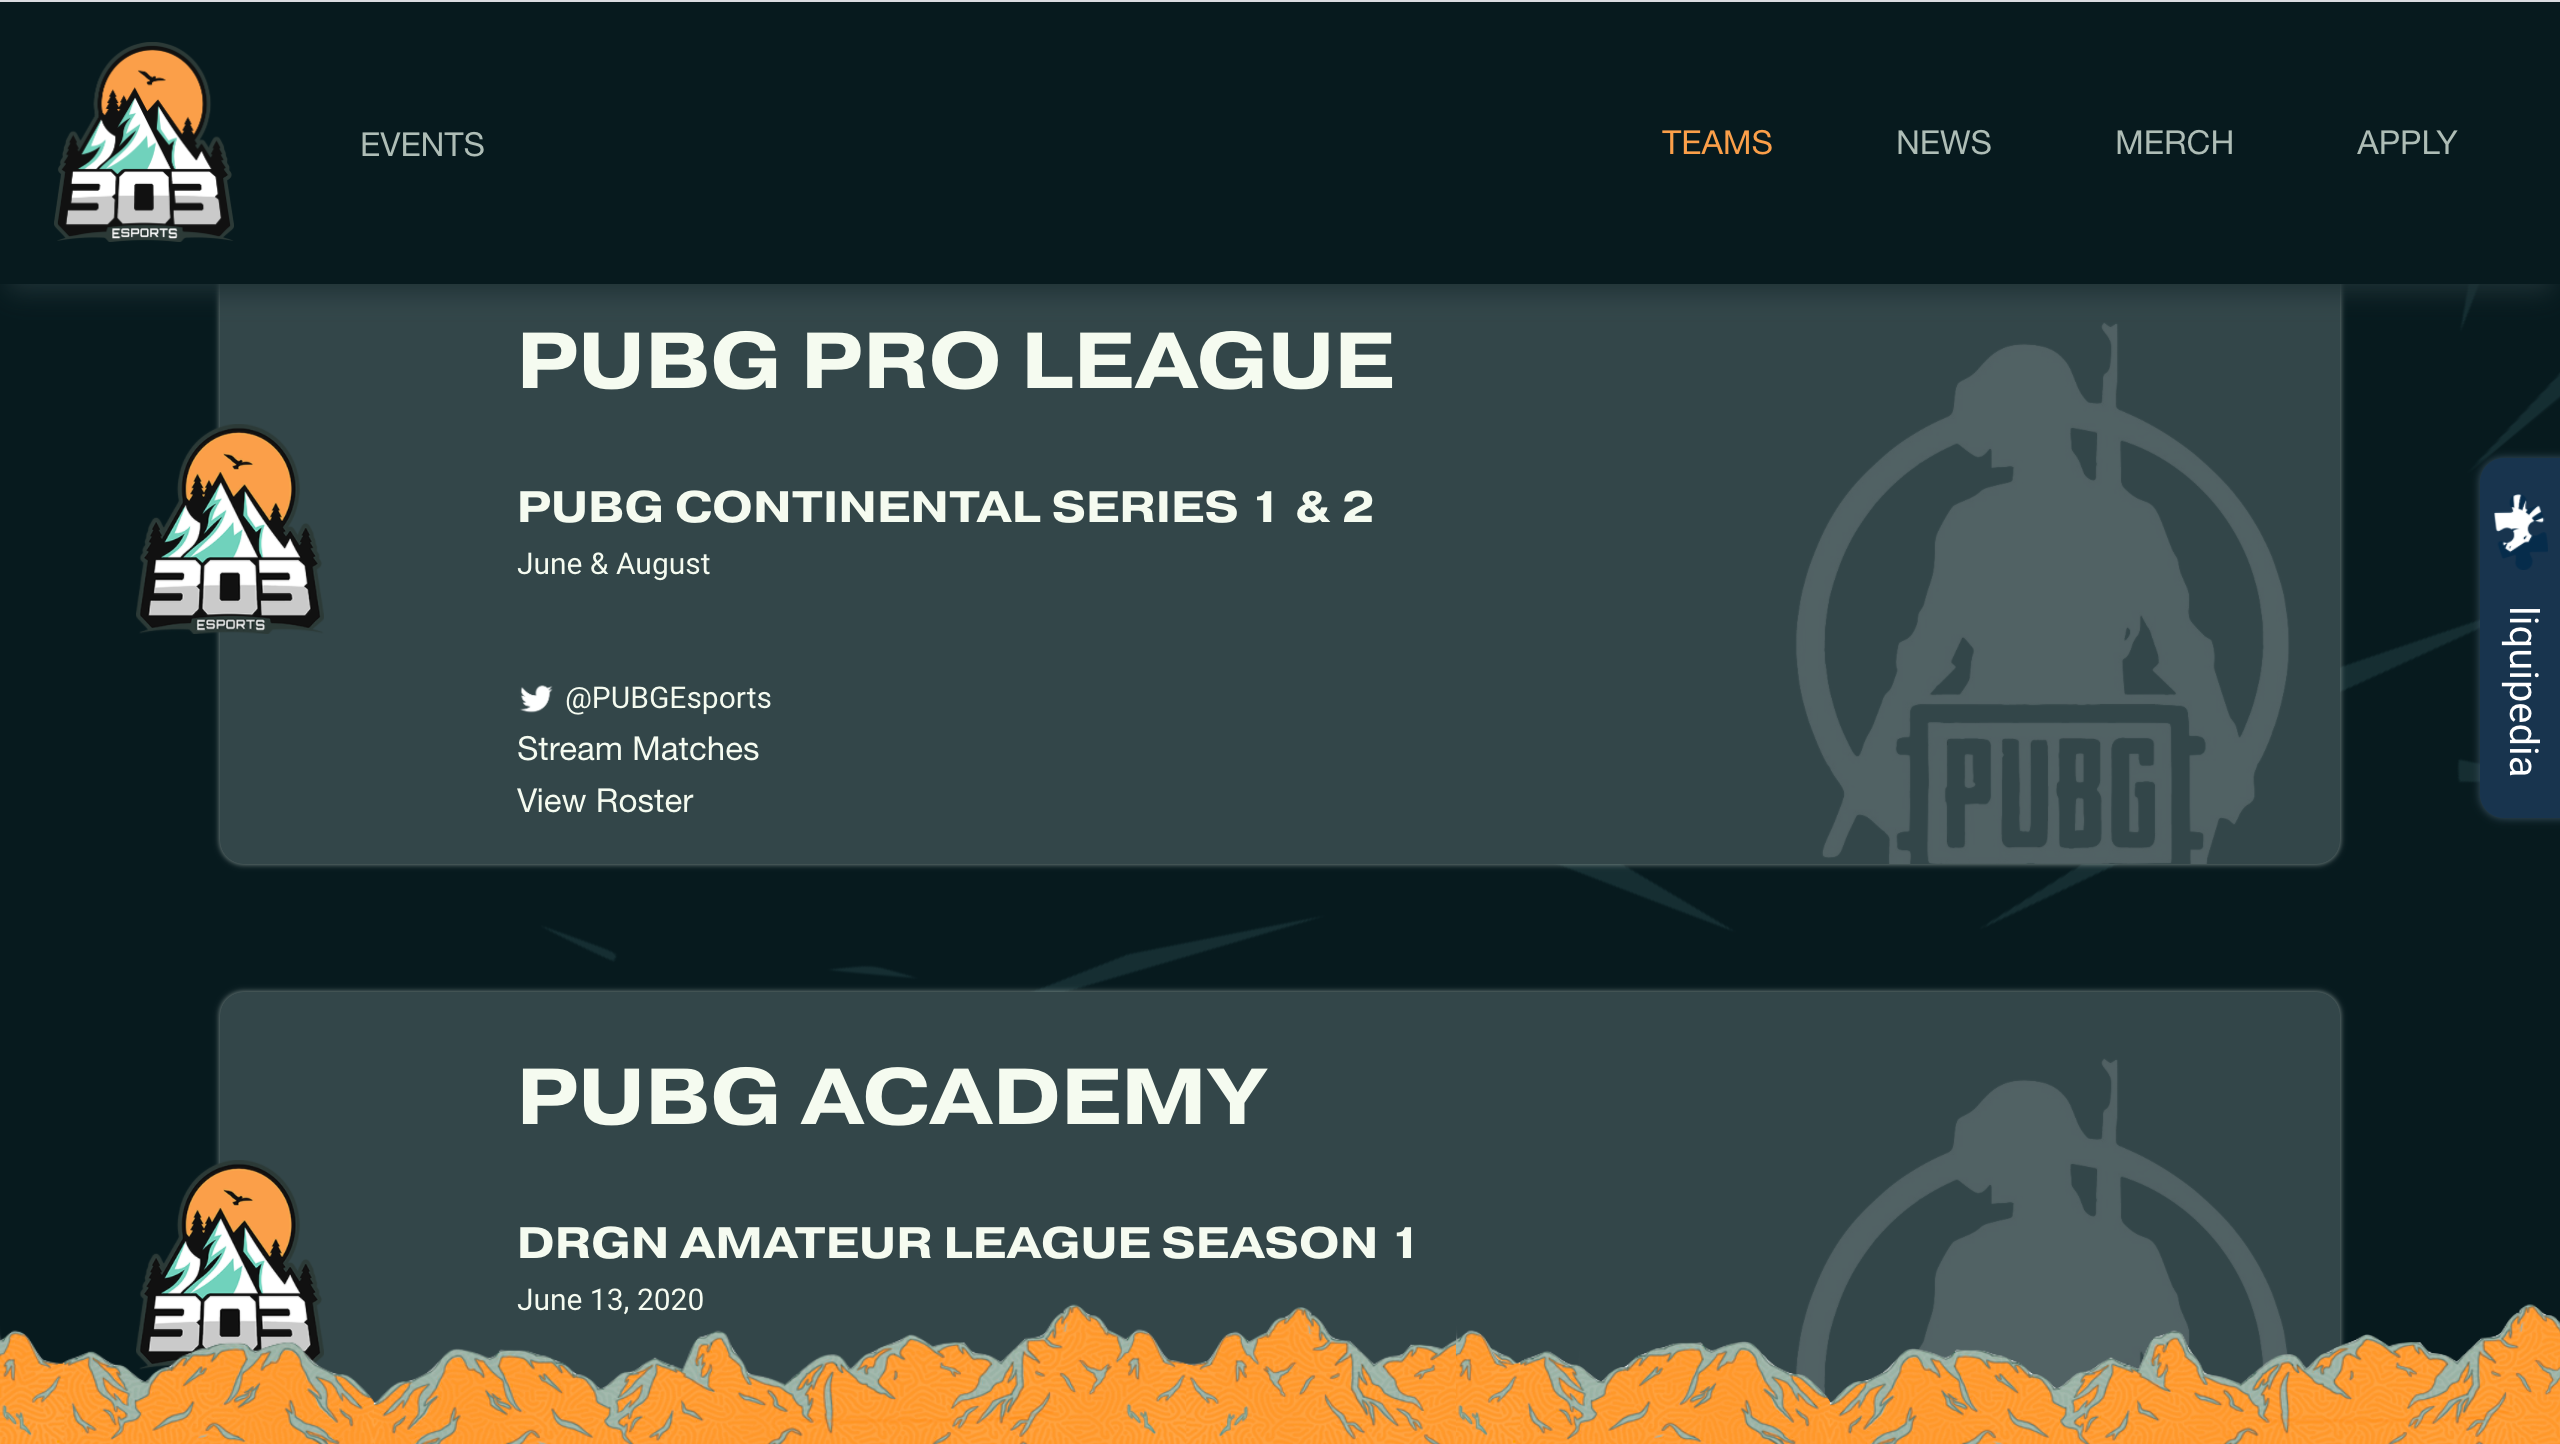 303
ESPORTS
EVENTS
TEAMS
NEWS
MERCH
APPLY
PUBG PRO LEAGUE
303
ESPORTS
PUBG CONTINENTAL SERIES 1 & 2
June & August
@PUBGEsports
Stream Matches
View Roster
PUBG
liquipedia
PUBG ACADEMY
303
DRGN AMATEUR LEAGUE SEASON 1
June 13, 2020